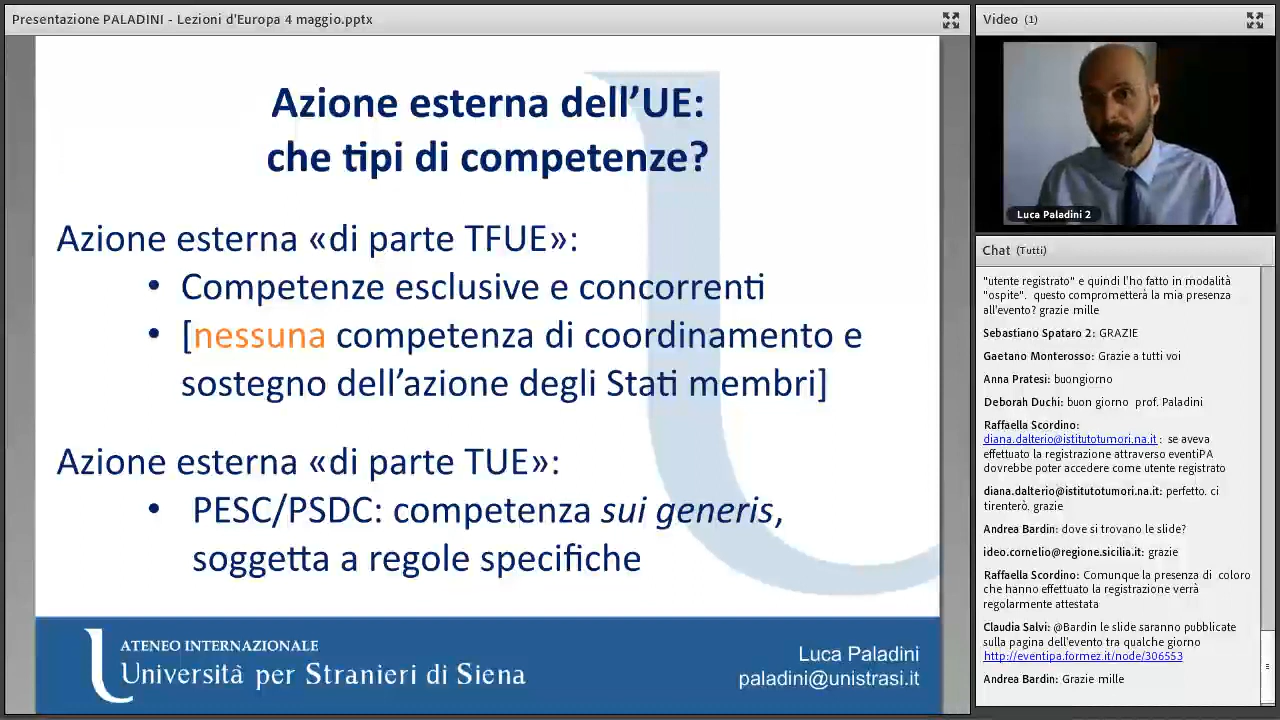 Presentazione PALADINI - Lezioni d'Europa 4 maggio.pptx
Azione esterna dell’UE:
che tipi di competenze?
Azione esterna «di parte TFUE»:
• Competenze esclusive e concorrenti
• [nessuna competenza di coordinamento e
sostegno dell’azione degli Stati membri]
Azione esterna «di parte TUE»:
• PESC/PSDC: competenza sui generis,
soggetta a regole specifiche
ATENEO INTERNAZIONALE
Università per Stranieri di Siena
Luca Paladini
paladini@unistrasi.it
Video (1)
Luca Paladini 2
Chat (Tutti)
"utente registrato" e quindi l'ho fatto in modalità
"ospite". questo comprometterà la mia presenza
all'evento? grazie mille
Sebastiano Spataro 2: GRAZIE
Gaetano Monterosso: Grazie a tutti voi
Anna Pratesi: buongiorno
Deborah Duchi: buon giorno prof. Paladini
Raffaella Scordino:
diana.dalterio@istitutotumori.na.it : se aveva
effettuato la registrazione attraverso eventiPA
dovrebbe poter accedere come utente registrato
diana.dalterio@istitutotumori.na.it: perfetto. ci
tirenterò. grazie
Andrea Bardin: dove si trovano le slide?
ideo.cornelio@regione.sicilia.it: grazie
Raffaella Scordino: Comunque la presenza di coloro
che hanno effettuato la registrazione verrà
regolarmente attestata
Claudia Salvi: @Bardin le slide saranno pubblicate
sulla pagina dell'evento tra qualche giorno
http://eventipa.formez.it/node/306553
Andrea Bardin: Grazie mille